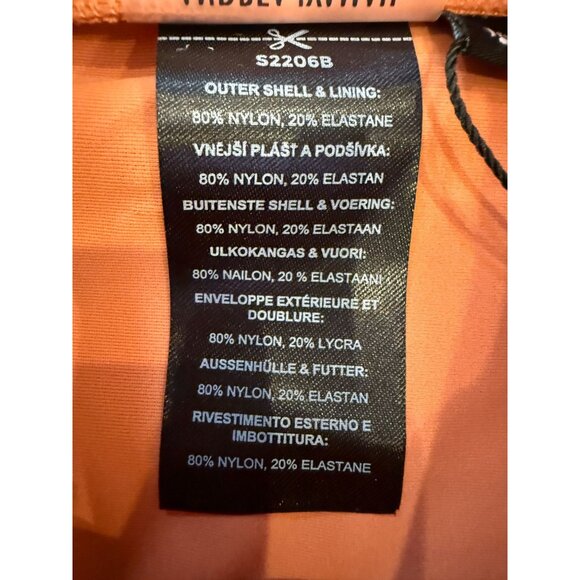 S2206B
OUTER SHELL & LINING:
80% NYLON, 20% ELASTANE
VNĚJŠÍ PLÁŠŤ A PODŠÍVKA:
80% NYLON, 20% ELASTAN
BUITENSTE SHELL & VOERING:
80% NYLON, 20% ELASTAAN
ULKOKANGAS & VUORI:
80% NAILON, 20 % ELASTAANI
ENVELOPPE EXTÉRIEURE ET
DOUBLURE:
80% NYLON, 20% LYCRA
AUSSENHÜLLE & FUTTER:
80% NYLON, 20% ELASTAN
RIVESTIMENTO ESTERNO E
IMBOTTITURA:
80% NYLON, 20% ELASTANE